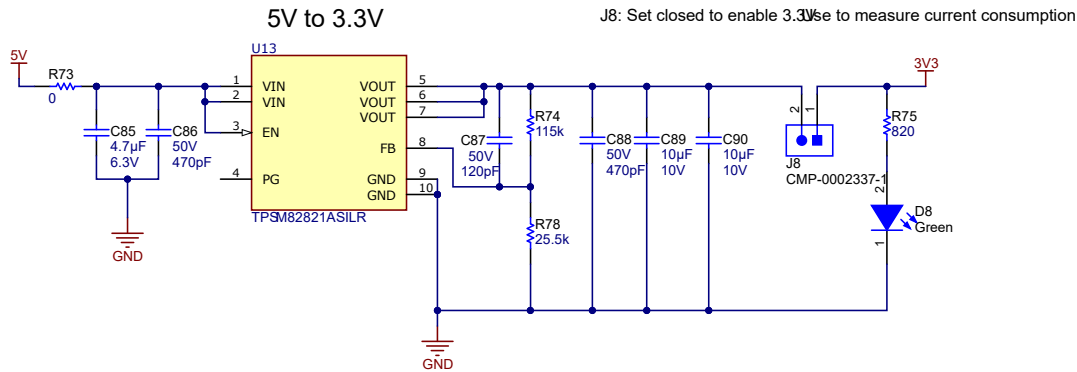 5V to 3.3V
J8: Set closed to enable 3.3V
Use to measure current consumption
5V
R73
0
C85
4.7µF
6.3V
C86
50V
470pF
GND
U13
1
VIN
2
VIN
3
EN
4
PG
VOUT
5
VOUT
6
VOUT
7
FB
8
GND
9
GND
10
TPSM82821ASILR
GND
C87
50V
120pF
R74
115k
R78
25.5k
C88
50V
470pF
C89
10µF
10V
C90
10µF
10V
2
1
J8
CMP-0002337-1
3V3
R75
820
2
D8
Green
1